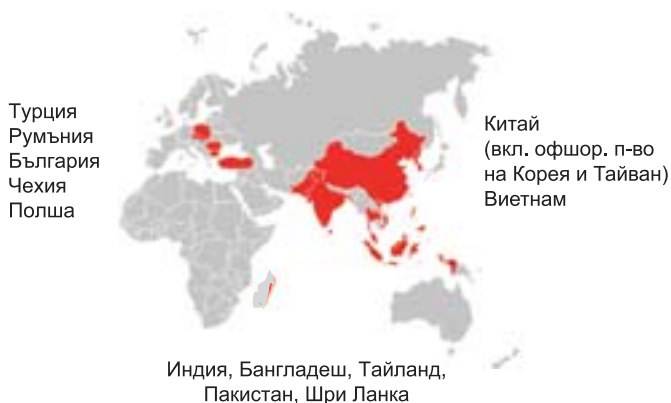 Турция
Румъния
България
Чехия
Полша
Китай
(вкл. офшор. п-во
на Корея и Тайван)
Виетнам
Индия, Бангладеш, Тайланд,
Пакистан, Шри Ланка